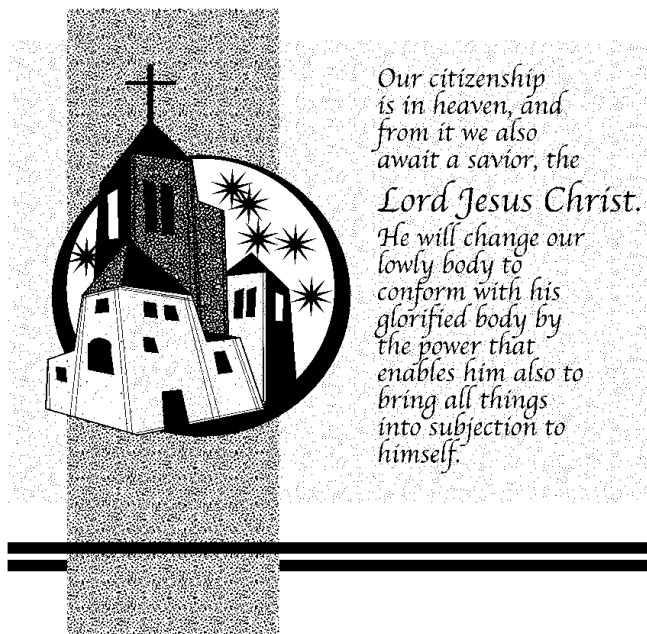 Our citizenship
is in heaven, and
from it we also
await a savior, the
Lord Jesus Christ.
He will change our
lowly body to
conform with his
glorified body by
the power that
enables him also to
bring all things
into subjection to
himself.